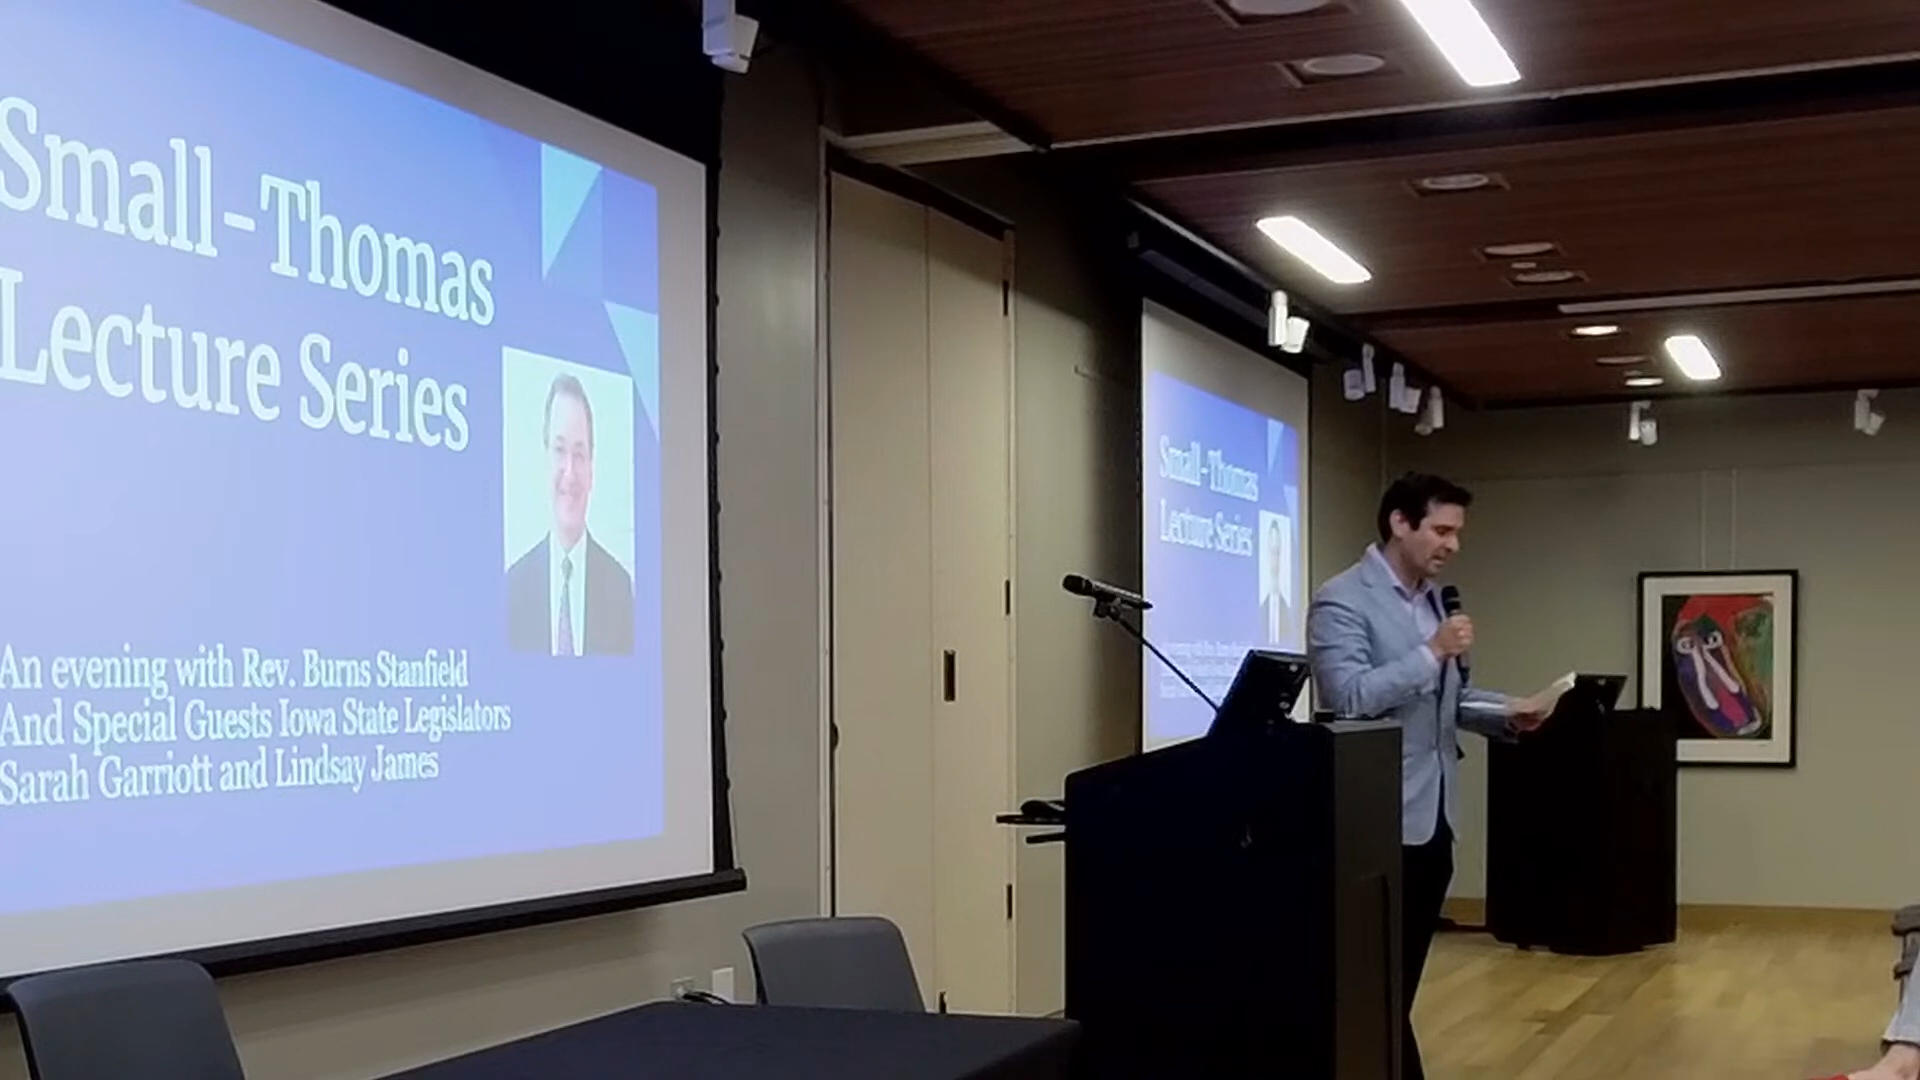 Small-Thomas
Lecture Series
An evening with Rev. Burns Stanfield
And Special Guests Iowa State Legislators
Sarah Garriott and Lindsay James
Small-Thomas
Lecture Series